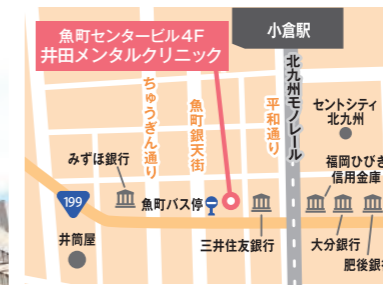 魚町センタービル4F
井田メンタルクリニック
小倉駅
北九州モノレール
ちゅうぎん通り
魚町銀天街
平和通り
セントシティ
北九州
みずほ銀行
福岡ひびき
信用金庫
199
魚町バス停
井筒屋
三井住友銀行
大分銀行
肥後銀